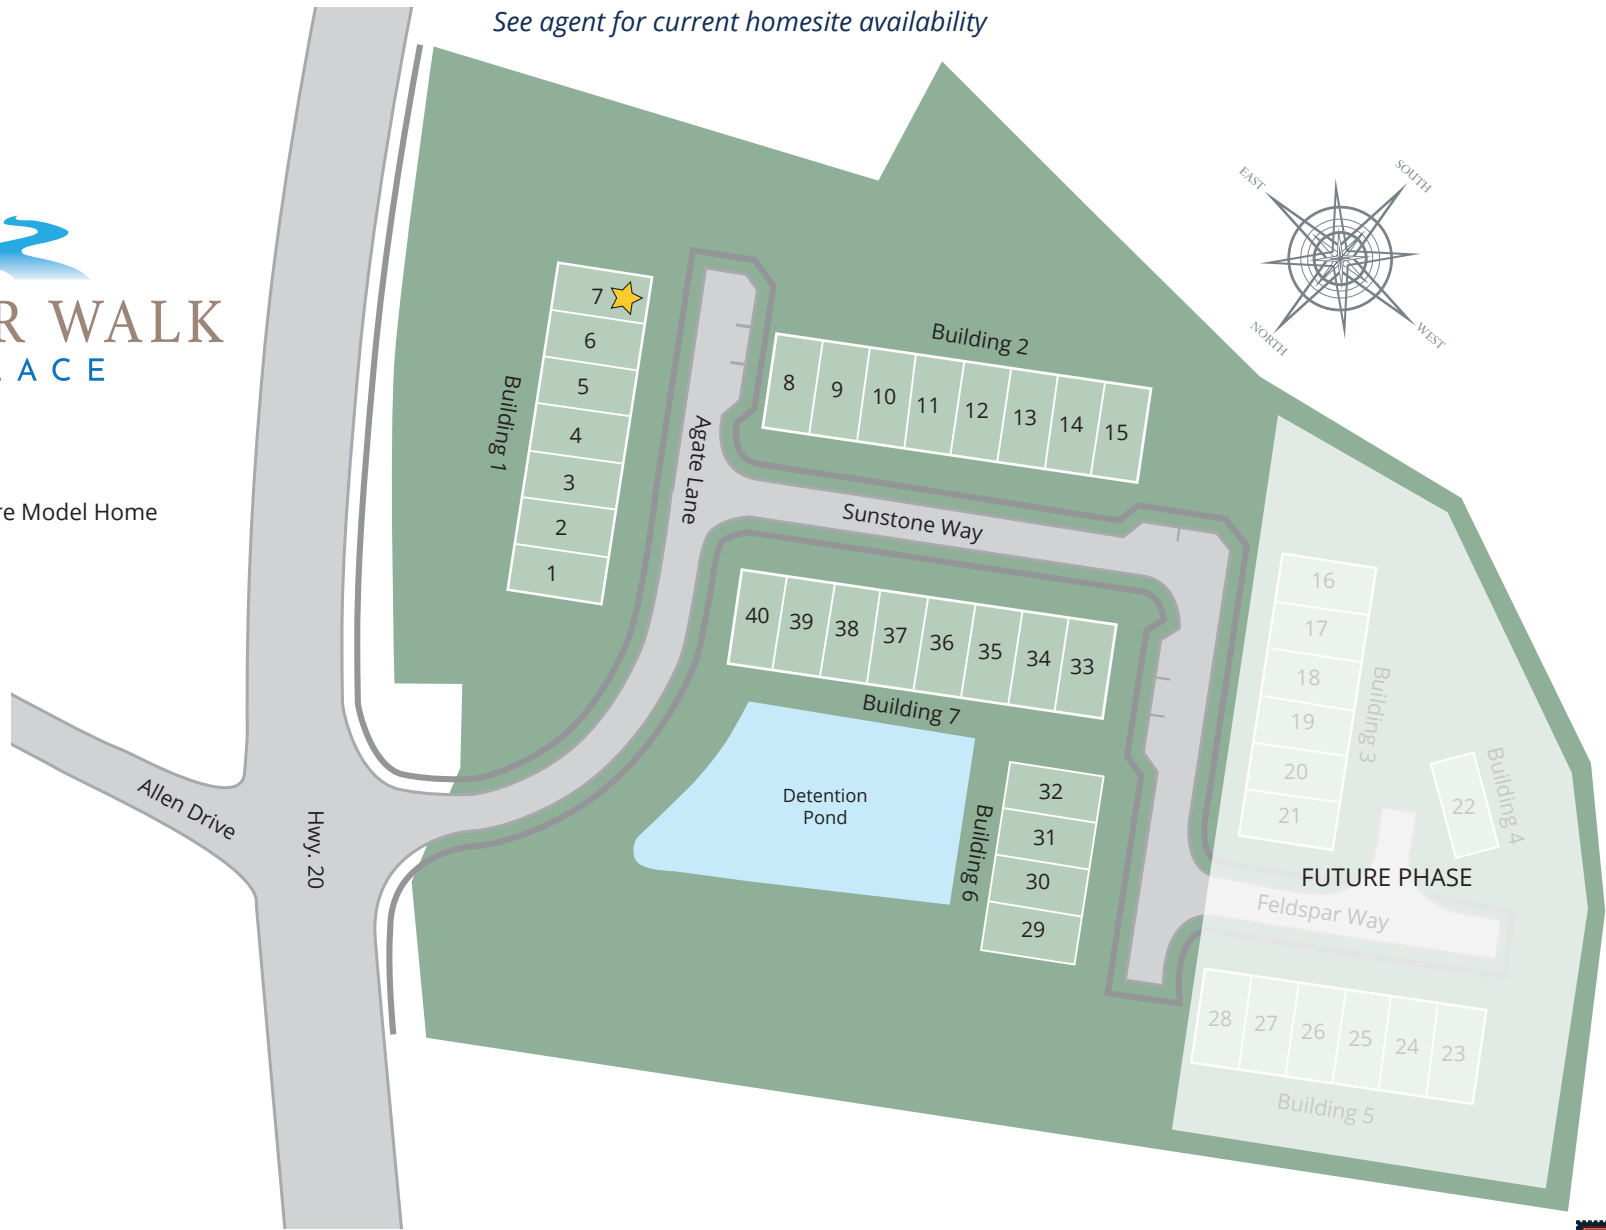 See agent for current homesite availability
EAST
SOUTH
NORTH
WEST
R WALK
ACE
re Model Home
Building 1
7
6
5
4
3
2
1
Agate Lane
Building 2
8
9
10
11
12
13
14
15
Sunstone Way
40
39
38
37
36
35
34
33
Building 7
Detention
Pond
Building 6
32
31
30
29
Allen Drive
Hwy. 20
16
17
18
19
20
21
Building 3
22
Building 4
FUTURE PHASE
Feldspar Way
28
27
26
25
24
23
Building 5